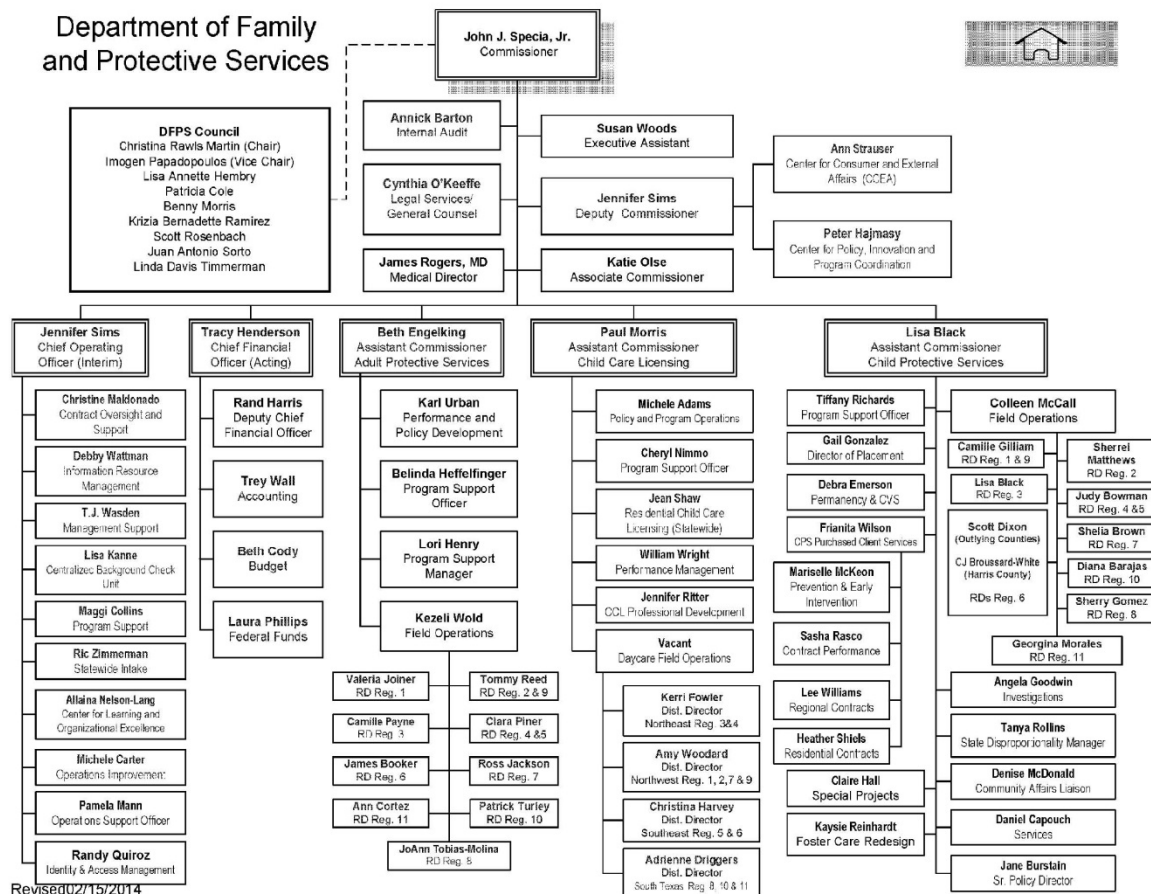 Department of Family
and Protective Services
John J. Specia, Jr.
Commissioner
DFPS Council
Christina Rawls Martin (Chair)
Imogen Papadopoulos (Vice Chair)
Lisa Annette Hembry
Patricia Cole
Benny Morris
Krizia Bernadette Ramirez
Scott Rosenbach
Juan Antonio Sorto
Linda Davis Timmerman
Annick Barton
Internal Audit
Susan Woods
Executive Assistant
Cynthia O'Keeffe
Legal Services/
General Counsel
Jennifer Sims
Deputy Commissioner
Ann Strauser
Center for Consumer and External
Affairs (CCEA)
Peter Hajmasy
Center for Policy, Innovation and
Program Coordination
James Rogers, MD
Medical Director
Katie Olse
Associate Commissioner
Jennifer Sims
Chief Operating
Officer (Interim)
Christine Maldonado
Contract Oversight and
Support
Debby Wattman
Information Resource
Management
T.J. Wasden
Management Support
Lisa Kanne
Centralized Background Check
Unit
Maggi Collins
Program Support
Ric Zimmerman
Statewide Intake
Allaina Nelson-Lang
Center for Learning and
Organizational Excellence
Michele Carter
Operations Improvement
Pamela Mann
Operations Support Officer
Randy Quiroz
Identity & Access Management
Tracy Henderson
Chief Financial
Officer (Acting)
Rand Harris
Deputy Chief
Financial Officer
Trey Wall
Accounting
Beth Cody
Budget
Laura Phillips
Federal Funds
Beth Engelking
Assistant Commissioner
Adult Protective Services
Karl Urban
Performance and
Policy Development
Belinda Heffelfinger
Program Support
Officer
Lori Henry
Program Support
Manager
Kezeli Wold
Field Operations
Valeria Joiner
RD Reg. 1
Tommy Reed
RD Reg. 2 & 9
Camille Payne
RD Reg. 3
Clara Piner
RD Reg. 4 &5
James Booker
RD Reg. 6
Ross Jackson
RD Reg. 7
Ann Cortez
RD Reg. 11
Patrick Turley
RD Reg. 10
JoAnn Tobias-Molina
RD Reg. 8
Paul Morris
Assistant Commissioner
Child Care Licensing
Michele Adams
Policy and Program Operations
Cheryl Nimmo
Program Support Officer
Jean Shaw
Residential Child Care
Licensing (Statewide)
William Wright
Performance Management
Jennifer Ritter
CCL Professional Development
Vacant
Daycare Field Operations
Kerri Fowler
Dist. Director
Northeast Reg. 3&4
Amy Woodard
Dist. Director
Northwest Reg. 1, 2,7 & 9
Christina Harvey
Dist. Director
Southeast Reg. 5 & 6
Adrienne Driggers
Dist. Director
South Texas, Reg. 8, 10 & 11
Lisa Black
Assistant Commissioner
Child Protective Services
Tiffany Richards
Program Support Officer
Gail Gonzalez
Director of Placement
Debra Emerson
Permanency & CVS
Frianita Wilson
CPS Purchased Client Services
Mariselle McKeon
Prevention & Early
Intervention
Sasha Rasco
Contract Performance
Lee Williams
Regional Contracts
Heather Shiels
Residential Contracts
Claire Hall
Special Projects
Kaysie Reinhardt
Foster Care Redesign
Colleen McCall
Field Operations
Camille Gilliam
RD Reg. 1 & 9
Sherrei
Matthews
RD Reg. 2
Lisa Black
RD Reg. 3
Judy Bowman
RD Reg. 4 &5
Scott Dixon
(Outlying Counties)
CJ Broussard-White
(Harris County)
RDs Reg. 6
Shelia Brown
RD Reg. 7
Diana Barajas
RD Reg. 10
Sherry Gomez
RD Reg. 8
Georgina Morales
RD Reg. 11
Angela Goodwin
Investigations
Tanya Rollins
State Disproportionality Manager
Denise McDonald
Community Affairs Liaison
Daniel Capouch
Services
Jane Burstain
Sr. Policy Director
Revised02/15/2014